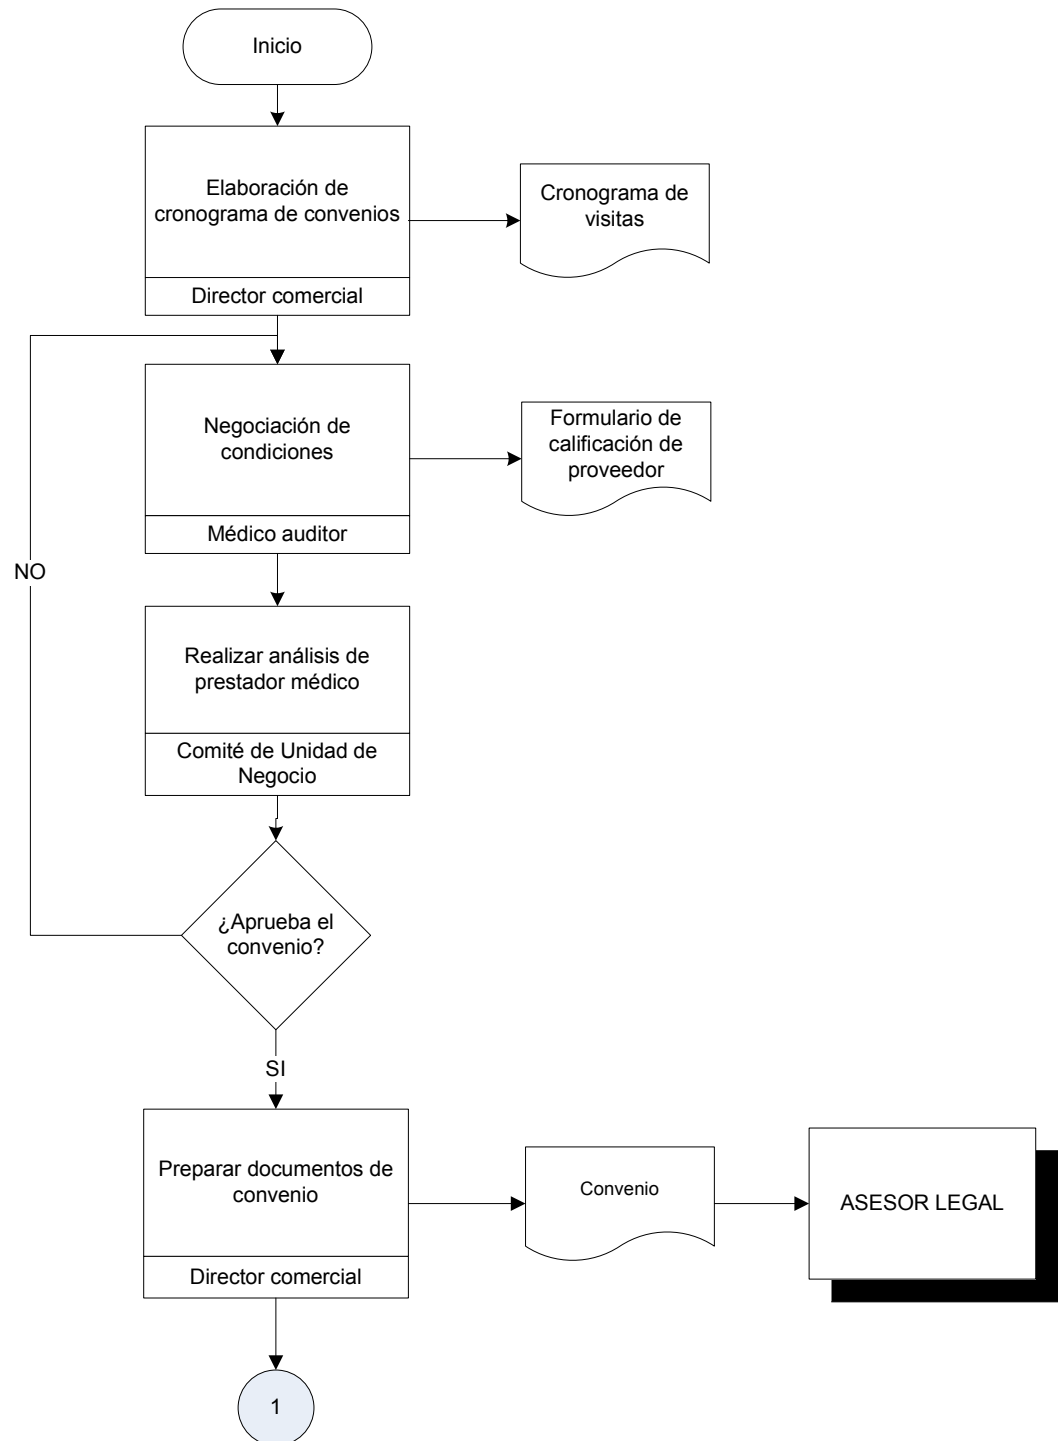 Inicio
Elaboración de
cronograma de convenios
Director comercial
Cronograma de
visitas
Negociación de
condiciones
Médico auditor
Formulario de
calificación de
proveedor
NO
Realizar análisis de
prestador médico
Comité de Unidad de
Negocio
¿Aprueba el
convenio?
SI
Preparar documentos de
convenio
Director comercial
Convenio
ASESOR LEGAL
1